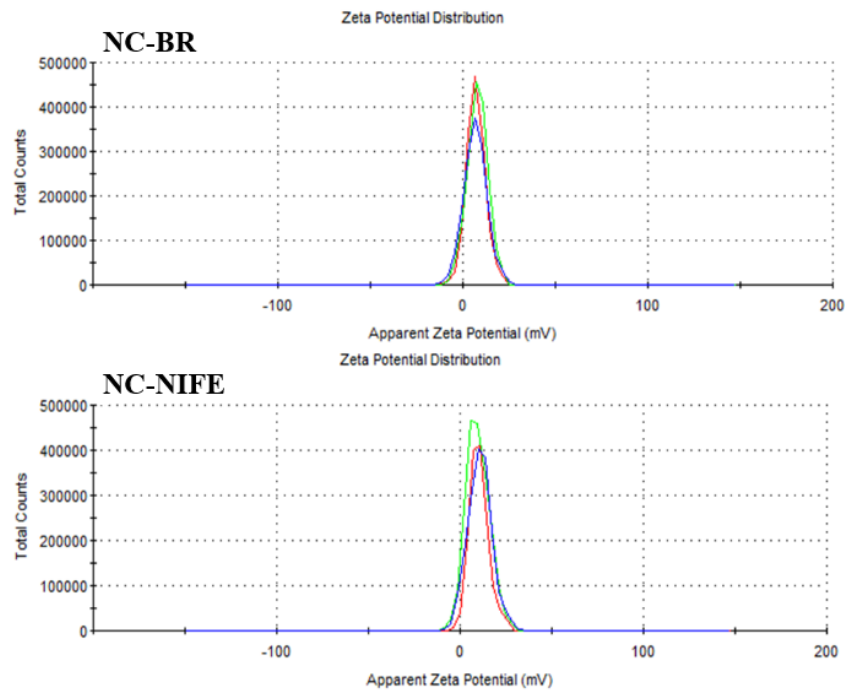 Zeta Potential Distribution
NC-BR
500000
400000
300000
200000
100000
0
Total Counts
-100 0 100 200
Apparent Zeta Potential (mV)
Zeta Potential Distribution
NC-NIFE
500000
400000
300000
200000
100000
0
Total Counts
-100 0 100 200
Apparent Zeta Potential (mV)